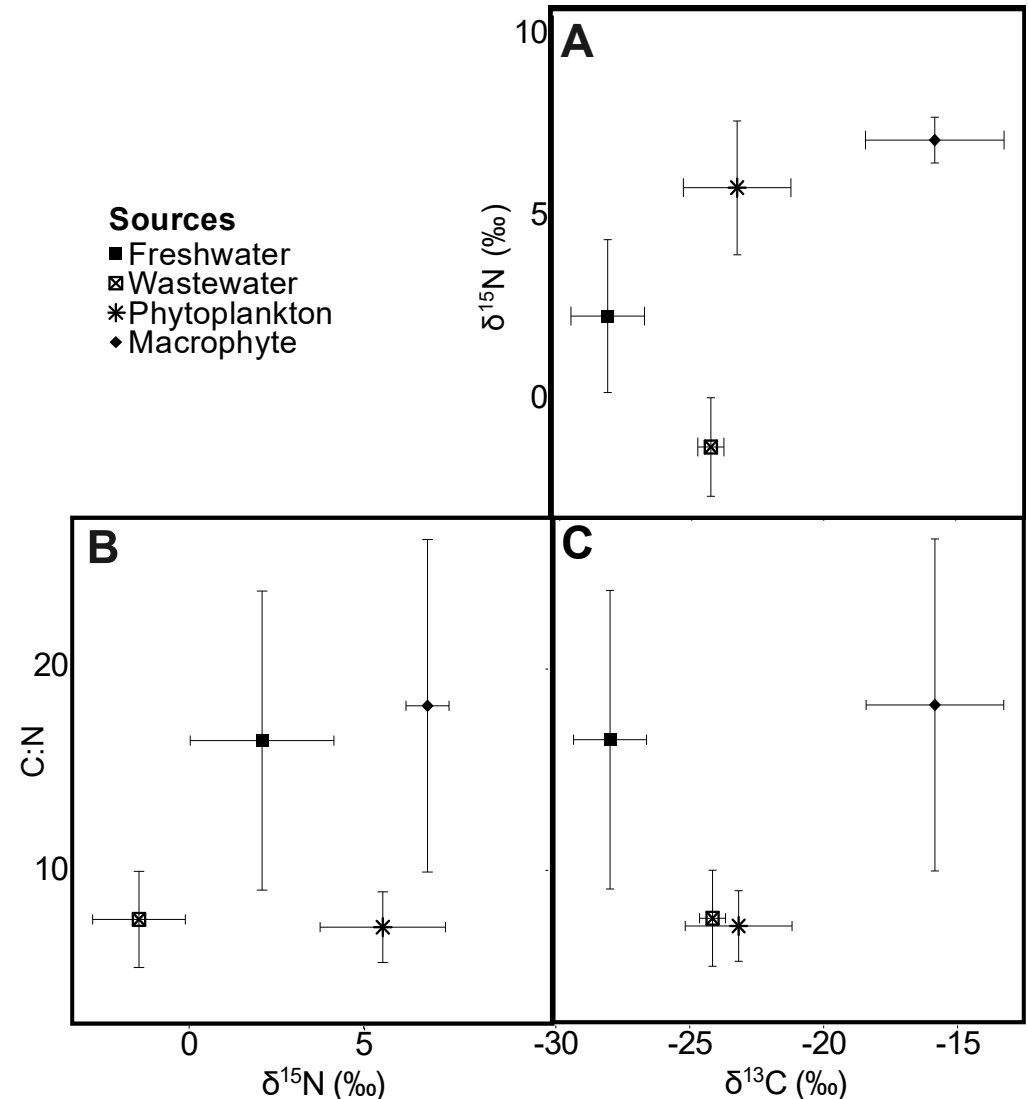 A
10
5
0
δ15N (‰)
Sources
Freshwater
Wastewater
Phytoplankton
Macrophyte
B
C
20
10
C:N
0
5
-30
-25
-20
-15
δ15N (‰)
δ13C (‰)